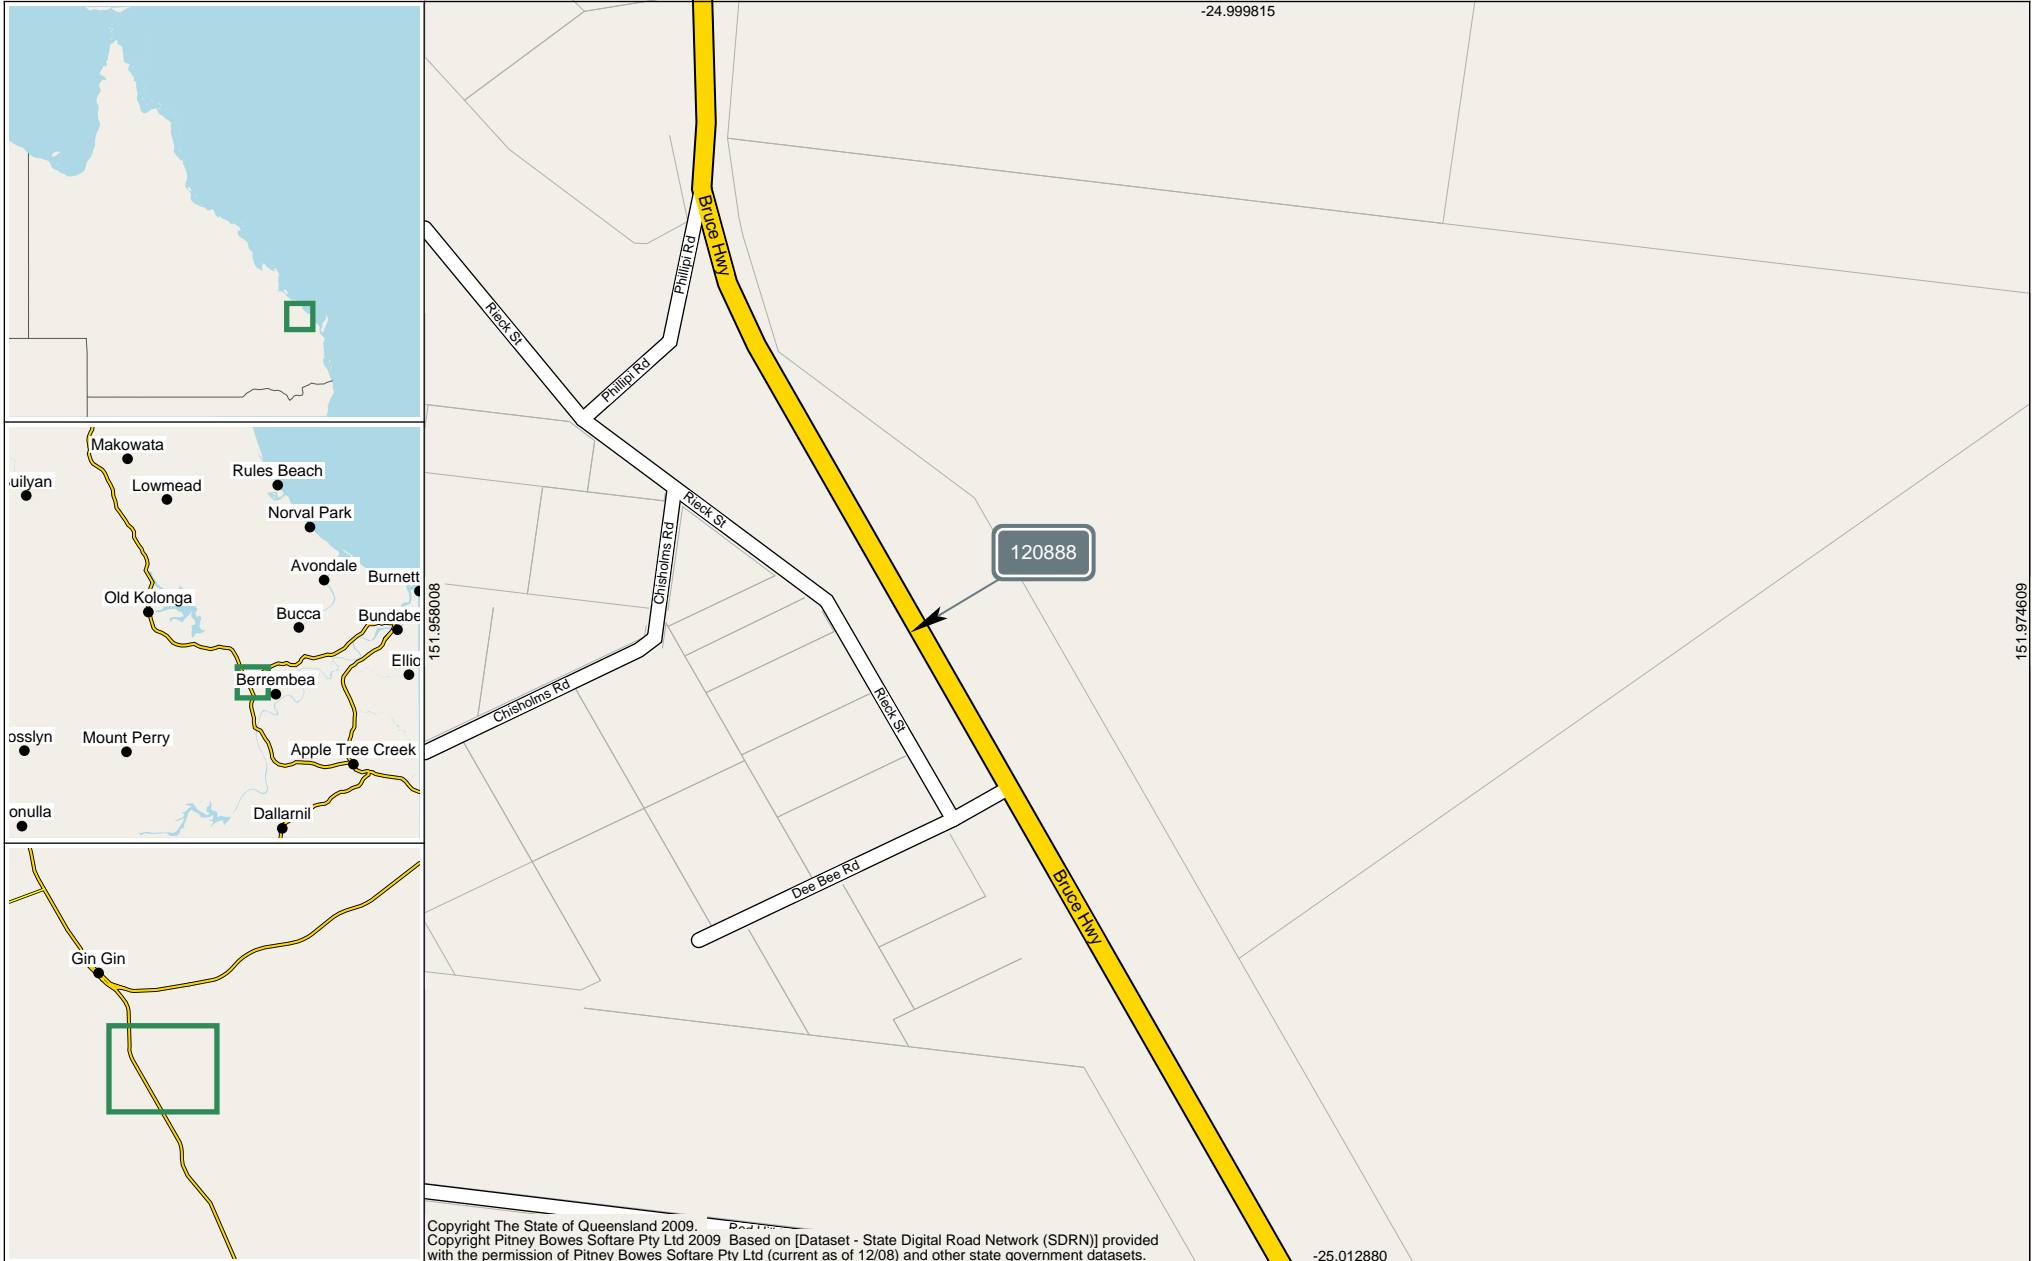 -24.999815
Bruce Hwy
Phillipi Rd
Rieck St
Phillipi Rd
Rieck St
Chisholms Rd
120888
151.958008
151.974609
Chisholms Rd
Rieck St
Dee Bee Rd
Bruce Hwy
Makowata
Rules Beach
uilyan
Lowmead
Norval Park
Avondale
Burnett
Old Kolonga
Bucca
Bundabe
Ellio
Berrembea
osslyn
Mount Perry
Apple Tree Creek
onulla
Dallarnil
Gin Gin
Copyright The State of Queensland 2009.
Copyright Pitney Bowes Softare Pty Ltd 2009 Based on [Dataset - State Digital Road Network (SDRN)] provided
with the permission of Pitney Bowes Softare Pty Ltd (current as of 12/08) and other state government datasets.
-25.012880